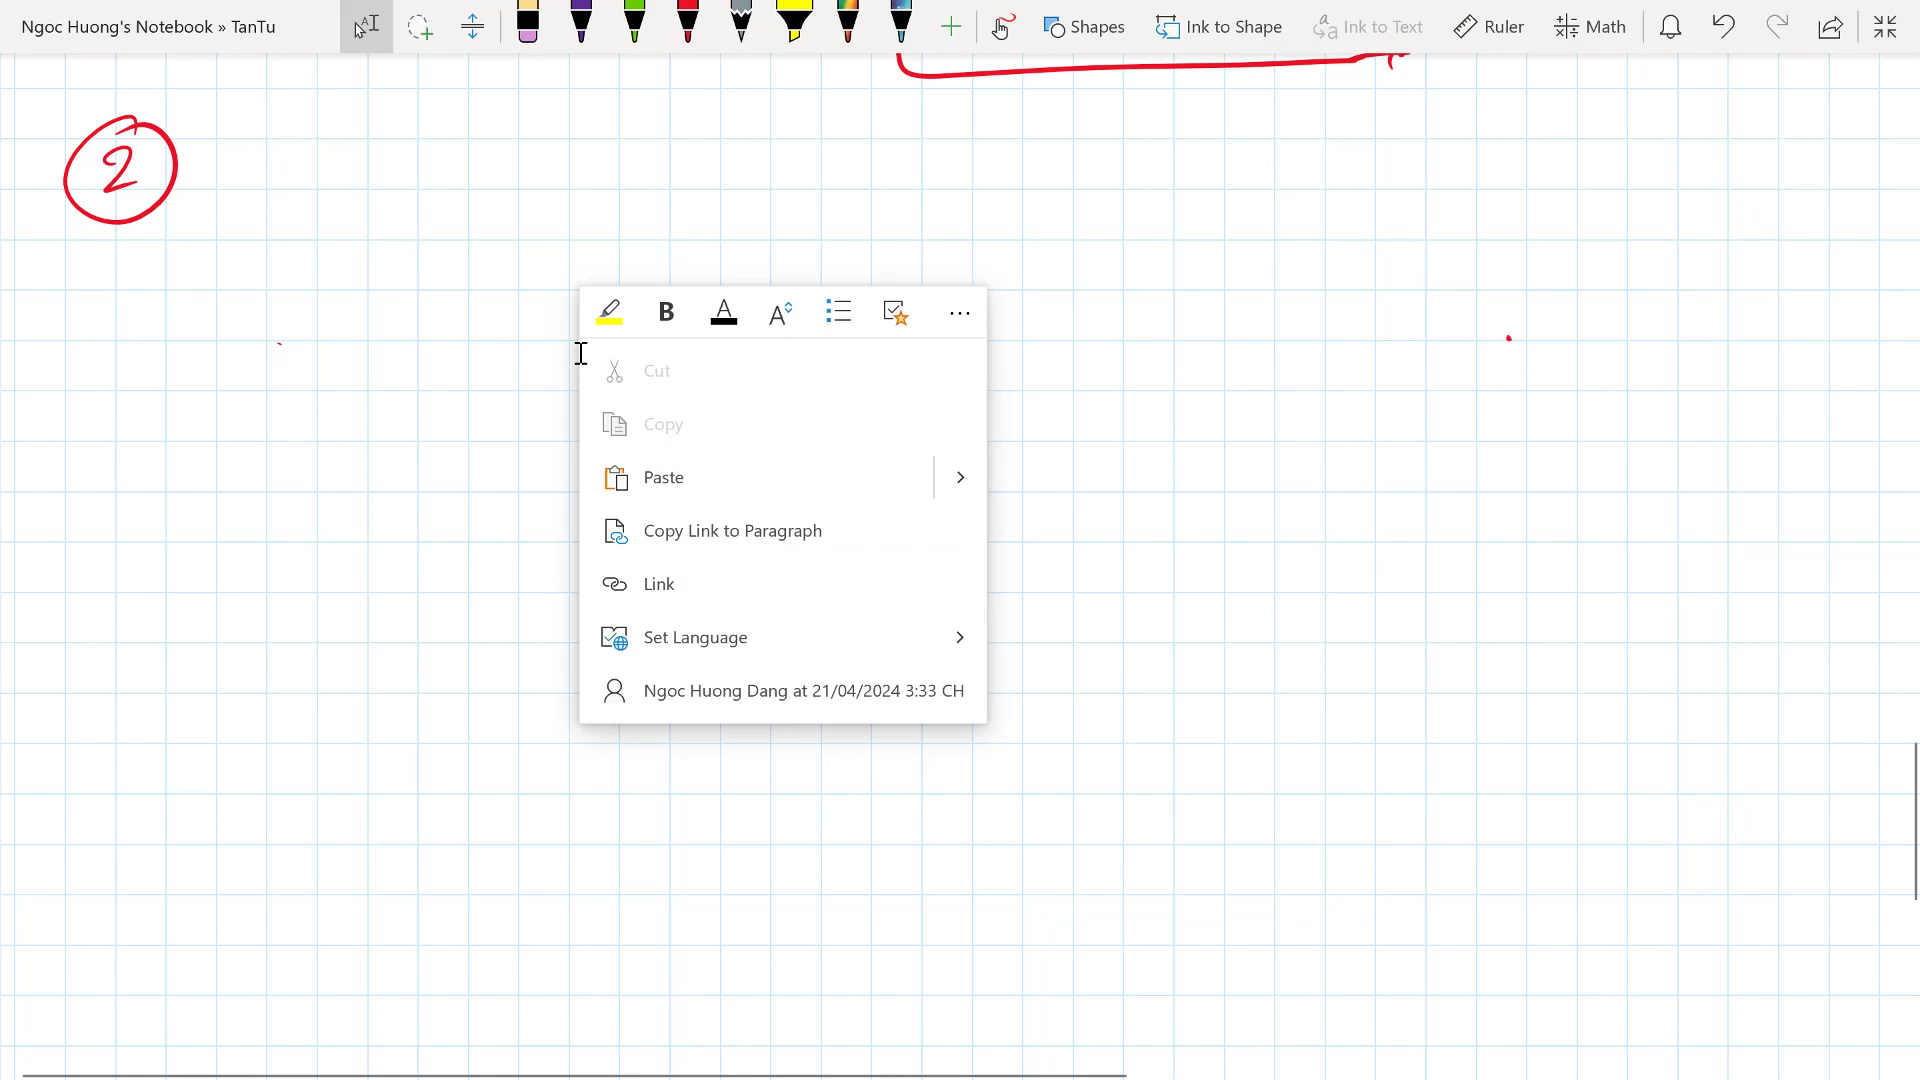 Ngoc Huong's Notebook » TanTu
Shapes
Ink to Shape
Ink to Text
Ruler
Math
2
B
A
A
Cut
Copy
Paste
Copy Link to Paragraph
Link
Set Language
Ngoc Huong Dang at 21/04/2024 3:33 CH